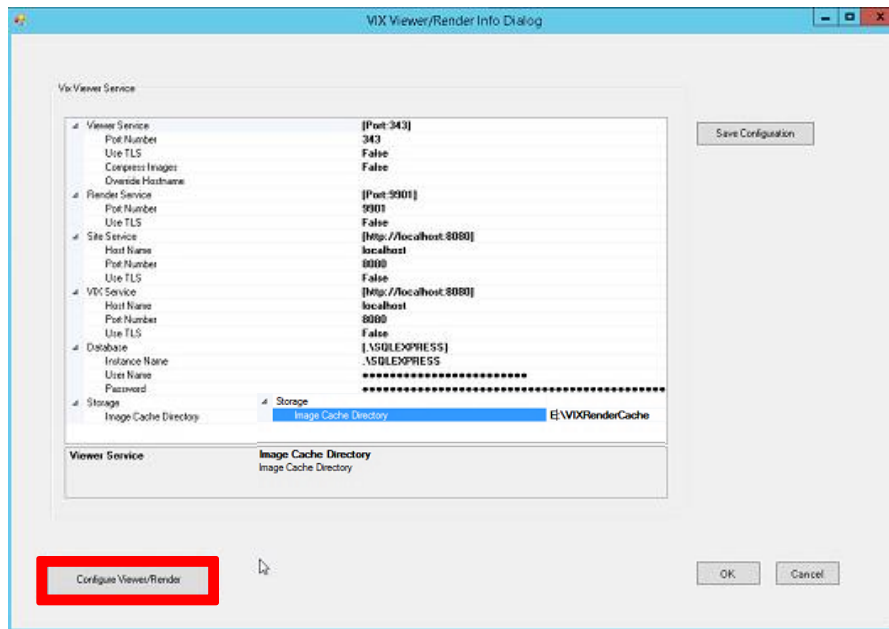 VIX Viewer/Render Info Dialog
Vix Viewer Service
Viewer Service [Port:343]
Port Number 343
Use TLS False
Compress Images False
Override Hostname
Render Service [Port:9901]
Port Number 9901
Use TLS False
Site Service [http://localhost:8080]
Host Name localhost
Port Number 8080
Use TLS False
VIX Service [http://localhost:8080]
Host Name localhost
Port Number 8080
Use TLS False
Database [.\SQLEXPRESS]
Instance Name .\SQLEXPRESS
User Name
Password
Storage Storage
Image Cache Directory Image Cache Directory E:\VIXRenderCache
Viewer Service Image Cache Directory
Image Cache Directory
Save Configuration
Configure Viewer/Render
OK Cancel